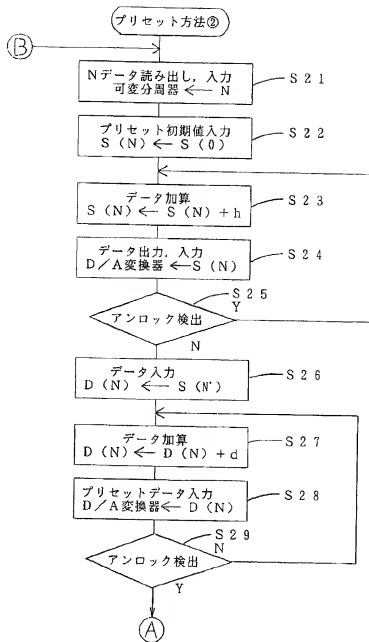 プリセット方法②
Ⓑ
Nデータ読み出し,入力
可変分周器 ← N
S21
プリセット初期値入力
S(N) ← S(0)
S22
データ加算
S(N) ← S(N)+h
S23
データ出力,入力
D/A変換器 ← S(N)
S24
S25
アンロック検出
Y
N
データ入力
D(N) ← S(N')
S26
データ加算
D(N) ← D(N)+d
S27
プリセットデータ入力
D/A変換器 ← D(N)
S28
S29
アンロック検出
N
Y
Ⓐ